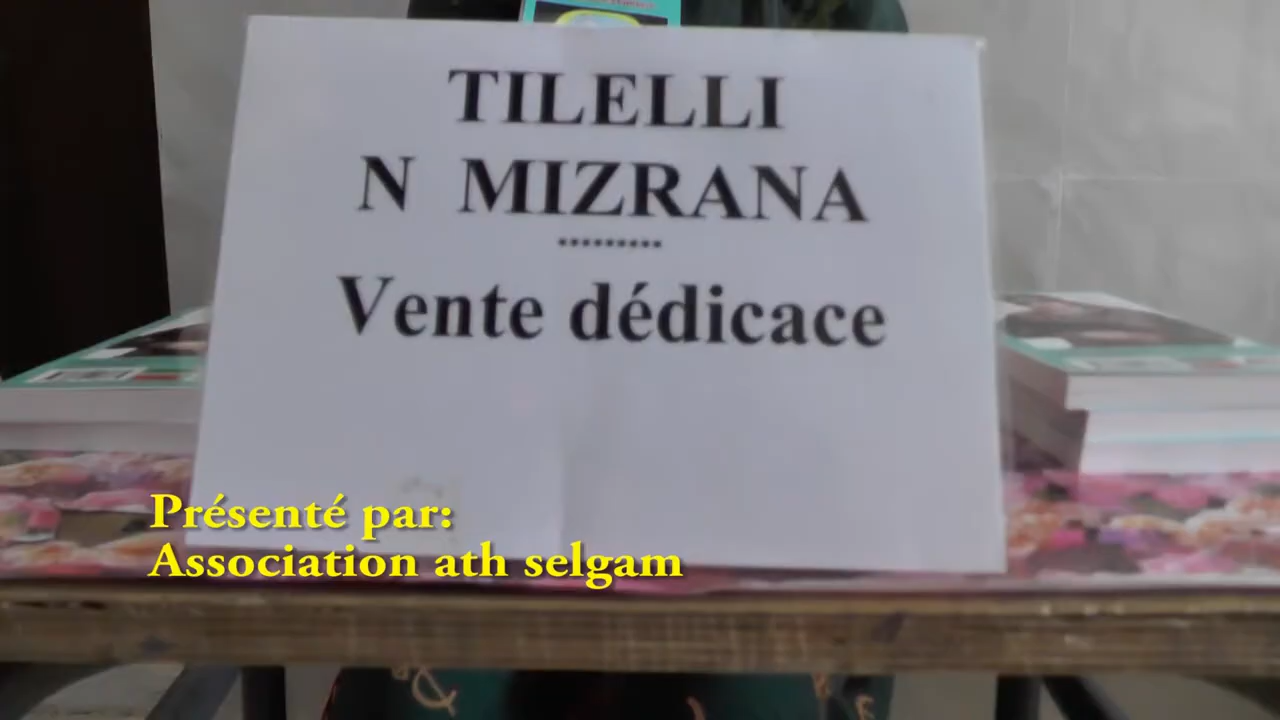 TILELLI
N MIZRANA
.........
Vente dédicace
Présenté par:
Association ath selgam